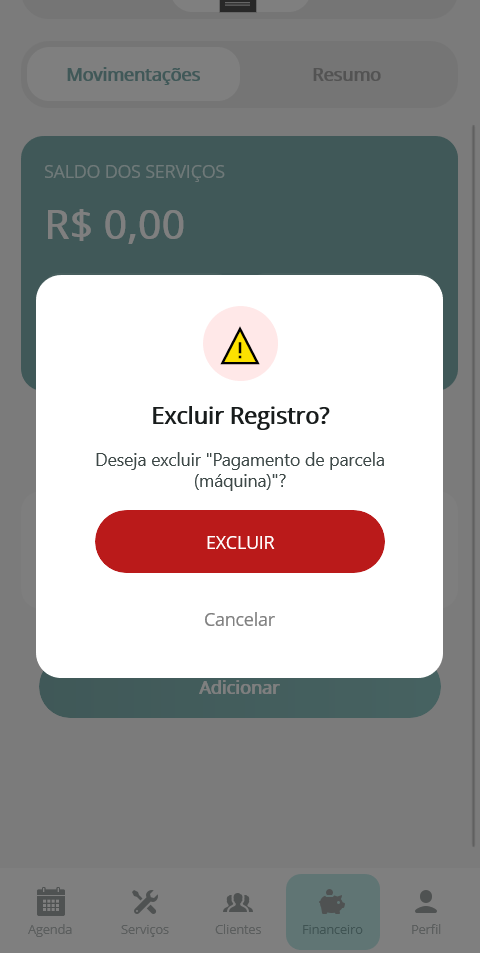 Movimentações
Resumo
SALDO DOS SERVIÇOS
R$ 0,00
Excluir Registro?
Deseja excluir "Pagamento de parcela
(máquina)"?
EXCLUIR
Cancelar
Adicionar
Agenda
Serviços
Clientes
Financeiro
Perfil